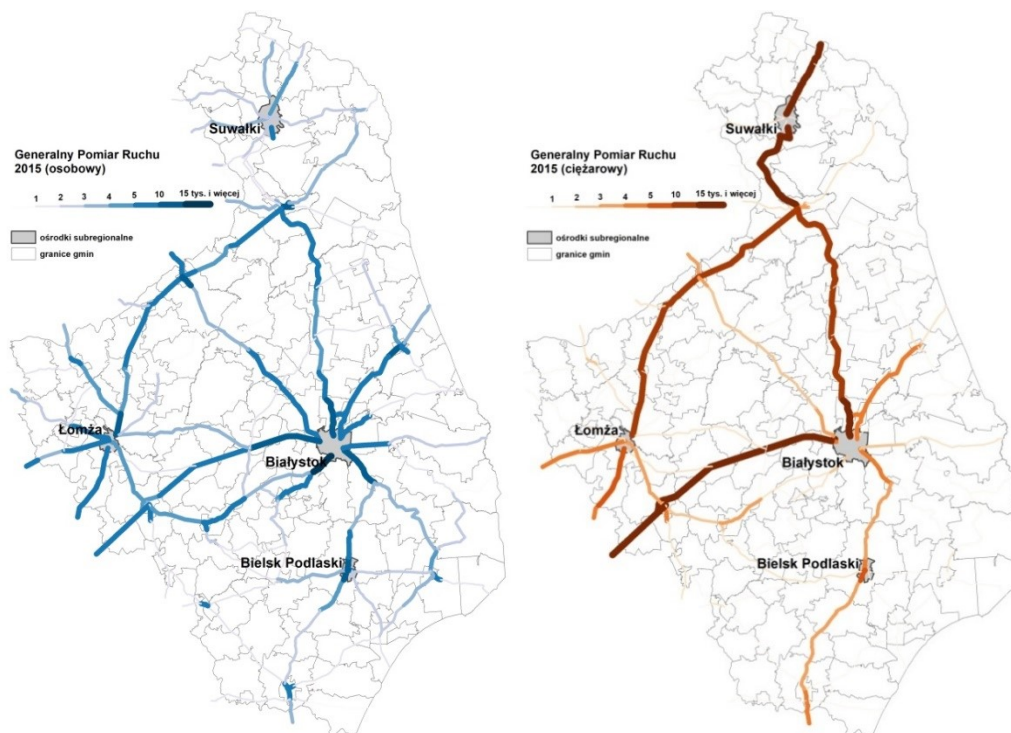 Suwałki
Generalny Pomiar Ruchu
2015 (osobowy)
1 2 3 4 5 10 15 tys. i więcej
ośrodki subregionalne
granice gmin
Łomża
Białystok
Bielsk Podlaski
Suwałki
Generalny Pomiar Ruchu
2015 (ciężarowy)
1 2 3 4 5 10 15 tys. i więcej
ośrodki subregionalne
granice gmin
Łomża
Białystok
Bielsk Podlaski